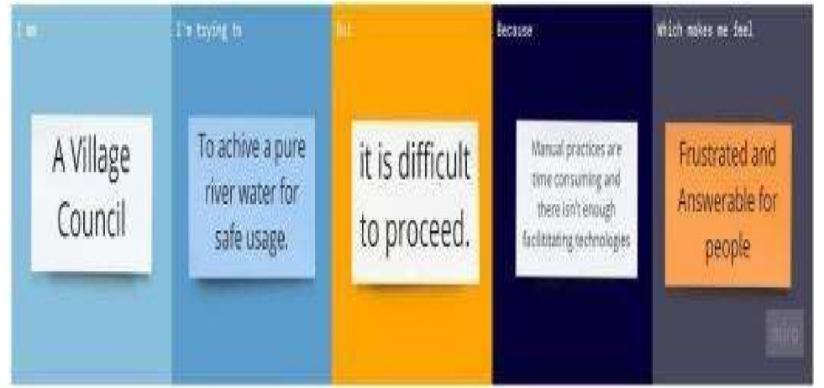 I am
A Village
Council
I'm trying to
To achive a pure
river water for
safe usage.
But
it is difficult
to proceed.
Because
Manual practices are
time consuming and
there isn't enough
facilititating technologies
Which makes me feel
Frustrated and
Answerable for
people
miro